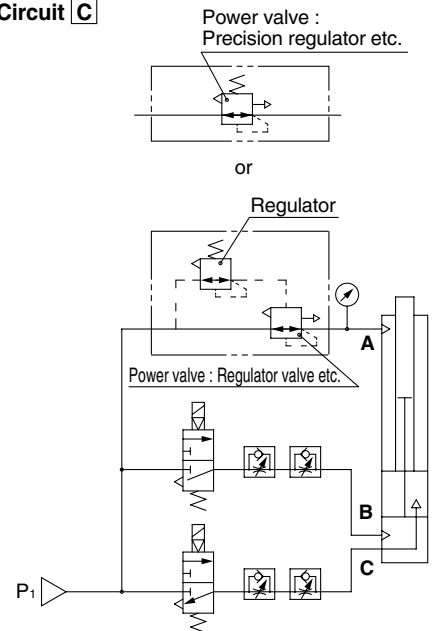 Circuit C
Power valve :
Precision regulator etc.
or
Regulator
A
Power valve : Regulator valve etc.
B
C
P1